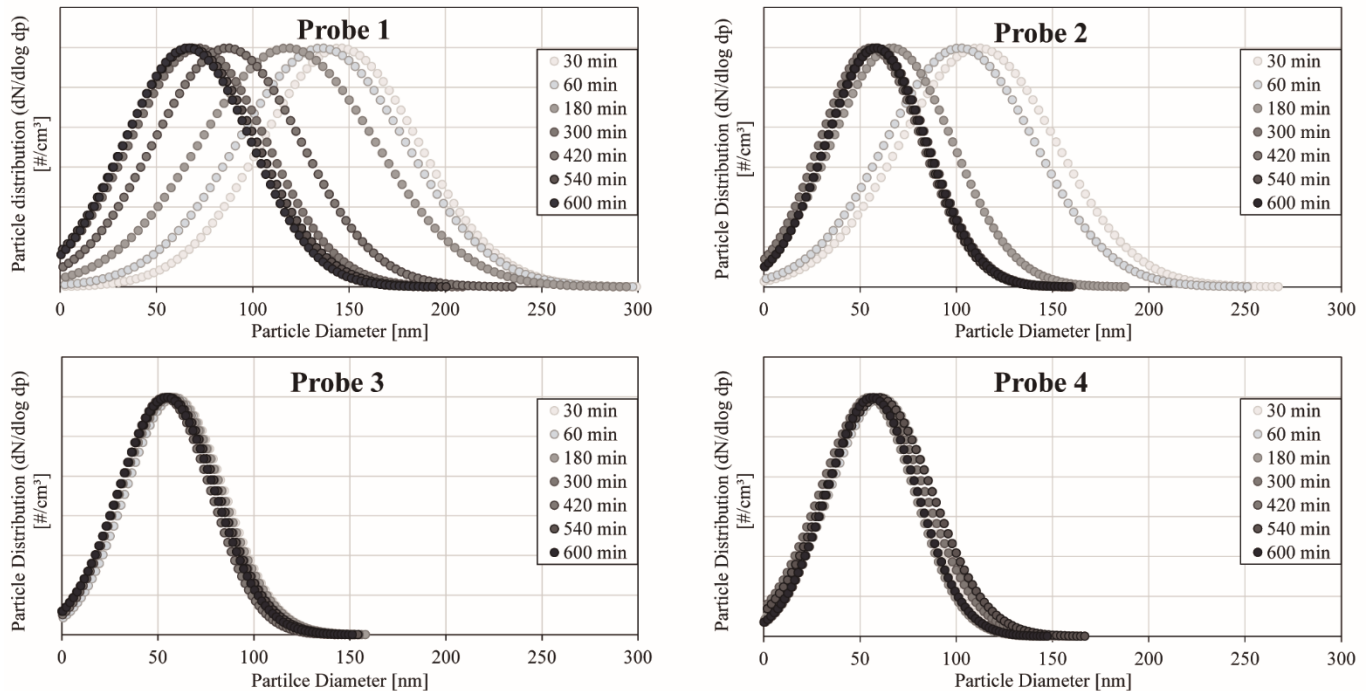 Probe 1
Particle distribution (dN/dlog dp)
[#/cm³]
30 min
60 min
180 min
300 min
420 min
540 min
600 min
0
50
100
150
200
250
300
Particle Diameter [nm]
Probe 2
Particle Distribution (dN/dlog dp)
[#/cm³]
30 min
60 min
180 min
300 min
420 min
540 min
600 min
0
50
100
150
200
250
300
Particle Diameter [nm]
Probe 3
Particle Distribution (dN/dlog dp)
[#/cm³]
30 min
60 min
180 min
300 min
420 min
540 min
600 min
0
50
100
150
200
250
300
Partilce Diameter [nm]
Probe 4
Particle Distribution (dN/dlog dp)
[#/cm³]
30 min
60 min
180 min
300 min
420 min
540 min
600 min
0
50
100
150
200
250
300
Particle Diameter [nm]